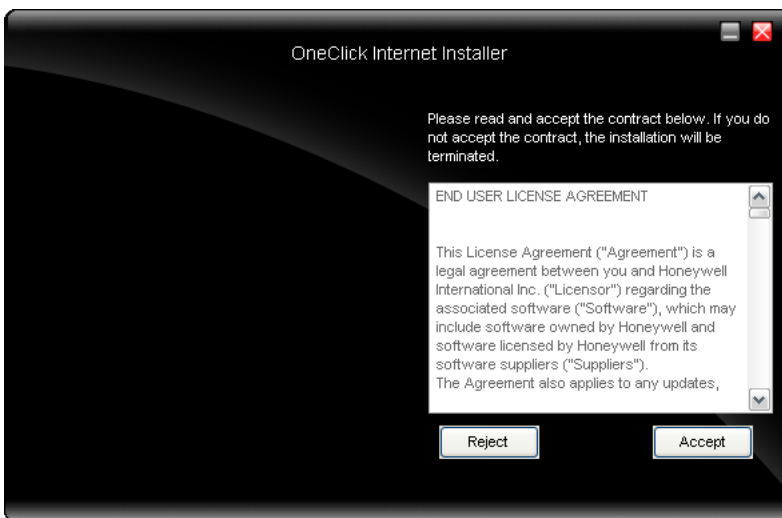 OneClick Internet Installer
Please read and accept the contract below. If you do
not accept the contract, the installation will be
terminated.
END USER LICENSE AGREEMENT
This License Agreement ("Agreement") is a
legal agreement between you and Honeywell
International Inc. ("Licensor") regarding the
associated software ("Software"), which may
include software owned by Honeywell and
software licensed by Honeywell from its
software suppliers ("Suppliers").
The Agreement also applies to any updates,
Reject
Accept